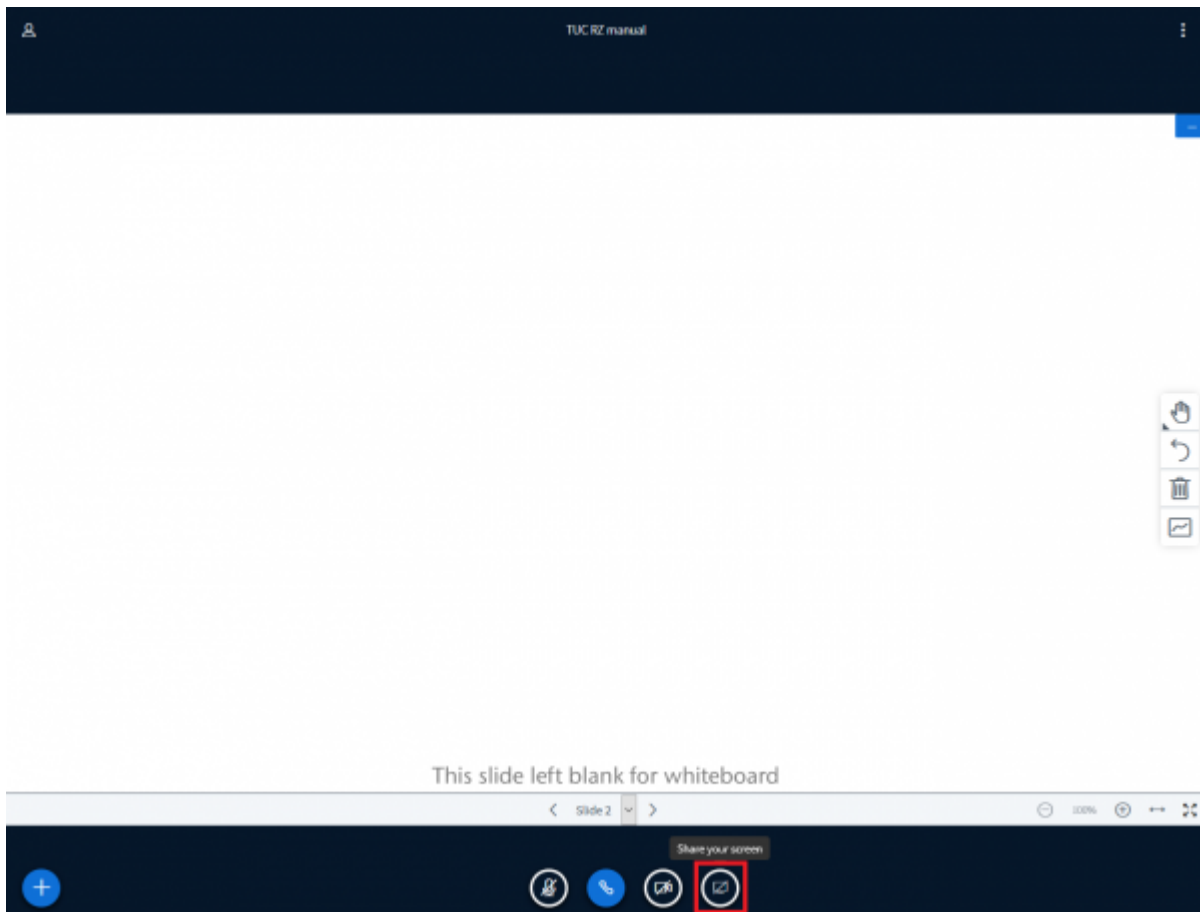 TUC RZ manual
This slide left blank for whiteboard
Slide 2
100%
Share your screen